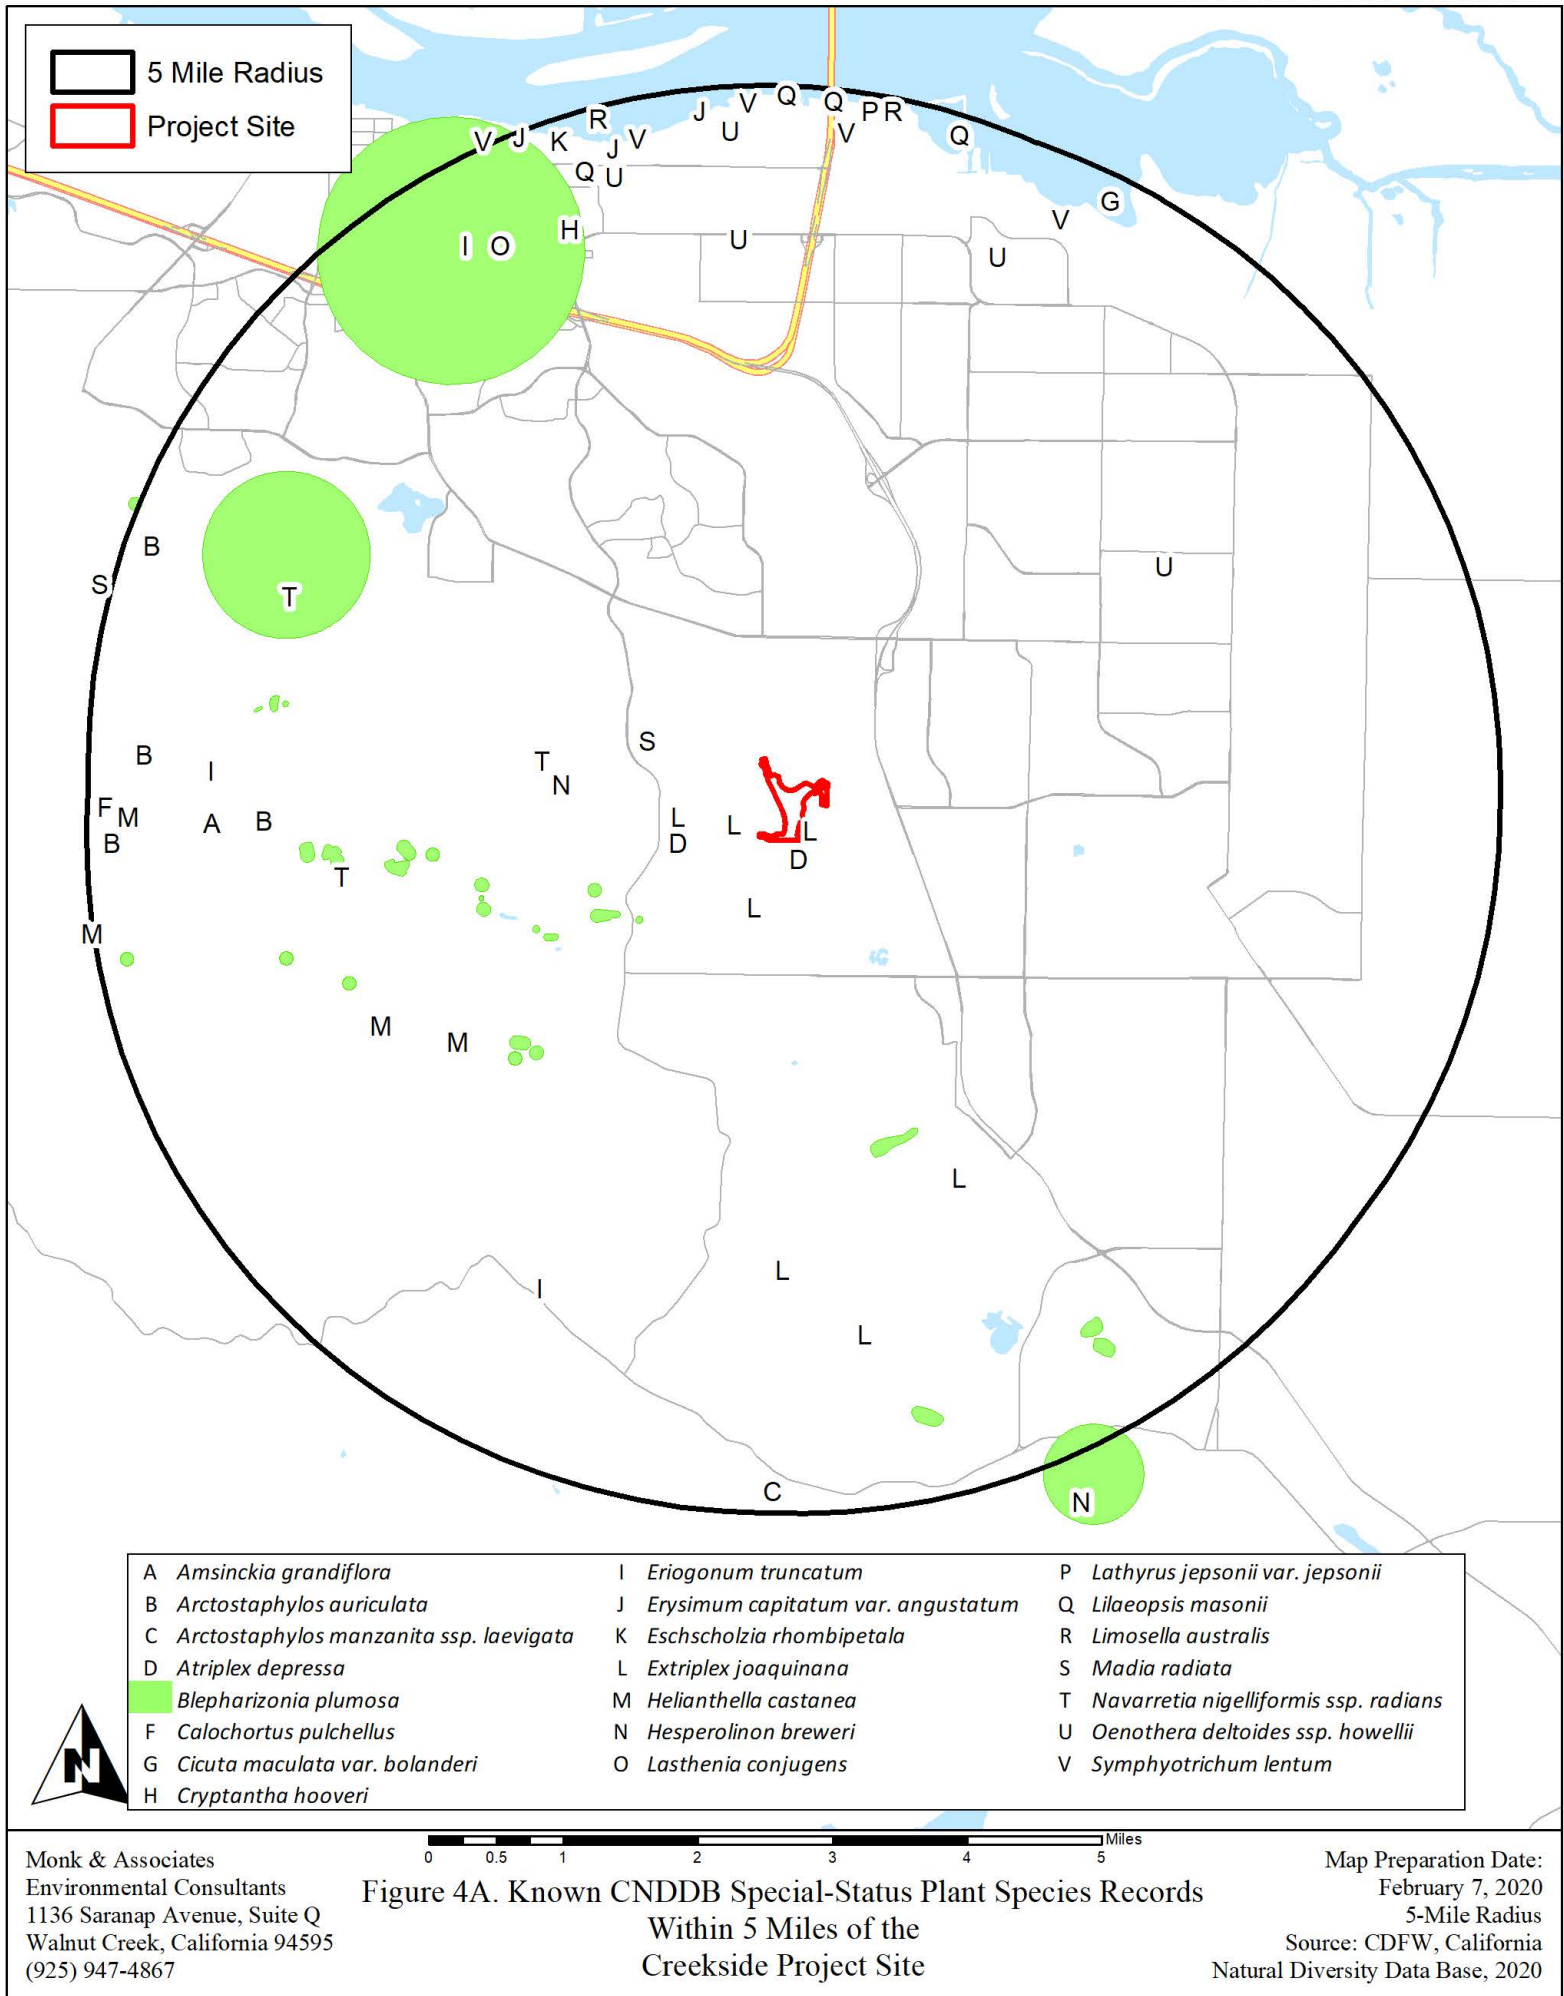 5 Mile Radius
Project Site
V J K R J V J U V Q Q V P R Q
Q U
G
V
I O H U U
B
S
T
U
S
B I T N
F M A B L L L
B D D
T
L
M
M M
L
I L
L
C
N
A Amsinckia grandiflora
B Arctostaphylos auriculata
C Arctostaphylos manzanita ssp. laevigata
D Atriplex depressa
Blepharizonia plumosa
F Calochortus pulchellus
G Cicuta maculata var. bolanderi
H Cryptantha hooveri
I Eriogonum truncatum
J Erysimum capitatum var. angustatum
K Eschscholzia rhombipetala
L Extriplex joaquinana
M Helianthella castanea
N Hesperolinon breweri
O Lasthenia conjugens
P Lathyrus jepsonii var. jepsonii
Q Lilaeopsis masonii
R Limosella australis
S Madia radiata
T Navarretia nigelliformis ssp. radians
U Oenothera deltoides ssp. howellii
V Symphyotrichum lentum
N
Miles
0 0.5 1 2 3 4 5
Monk & Associates
Environmental Consultants
1136 Saranap Avenue, Suite Q
Walnut Creek, California 94595
(925) 947-4867
Figure 4A. Known CNDDB Special-Status Plant Species Records
Within 5 Miles of the
Creekside Project Site
Map Preparation Date:
February 7, 2020
5-Mile Radius
Source: CDFW, California
Natural Diversity Data Base, 2020